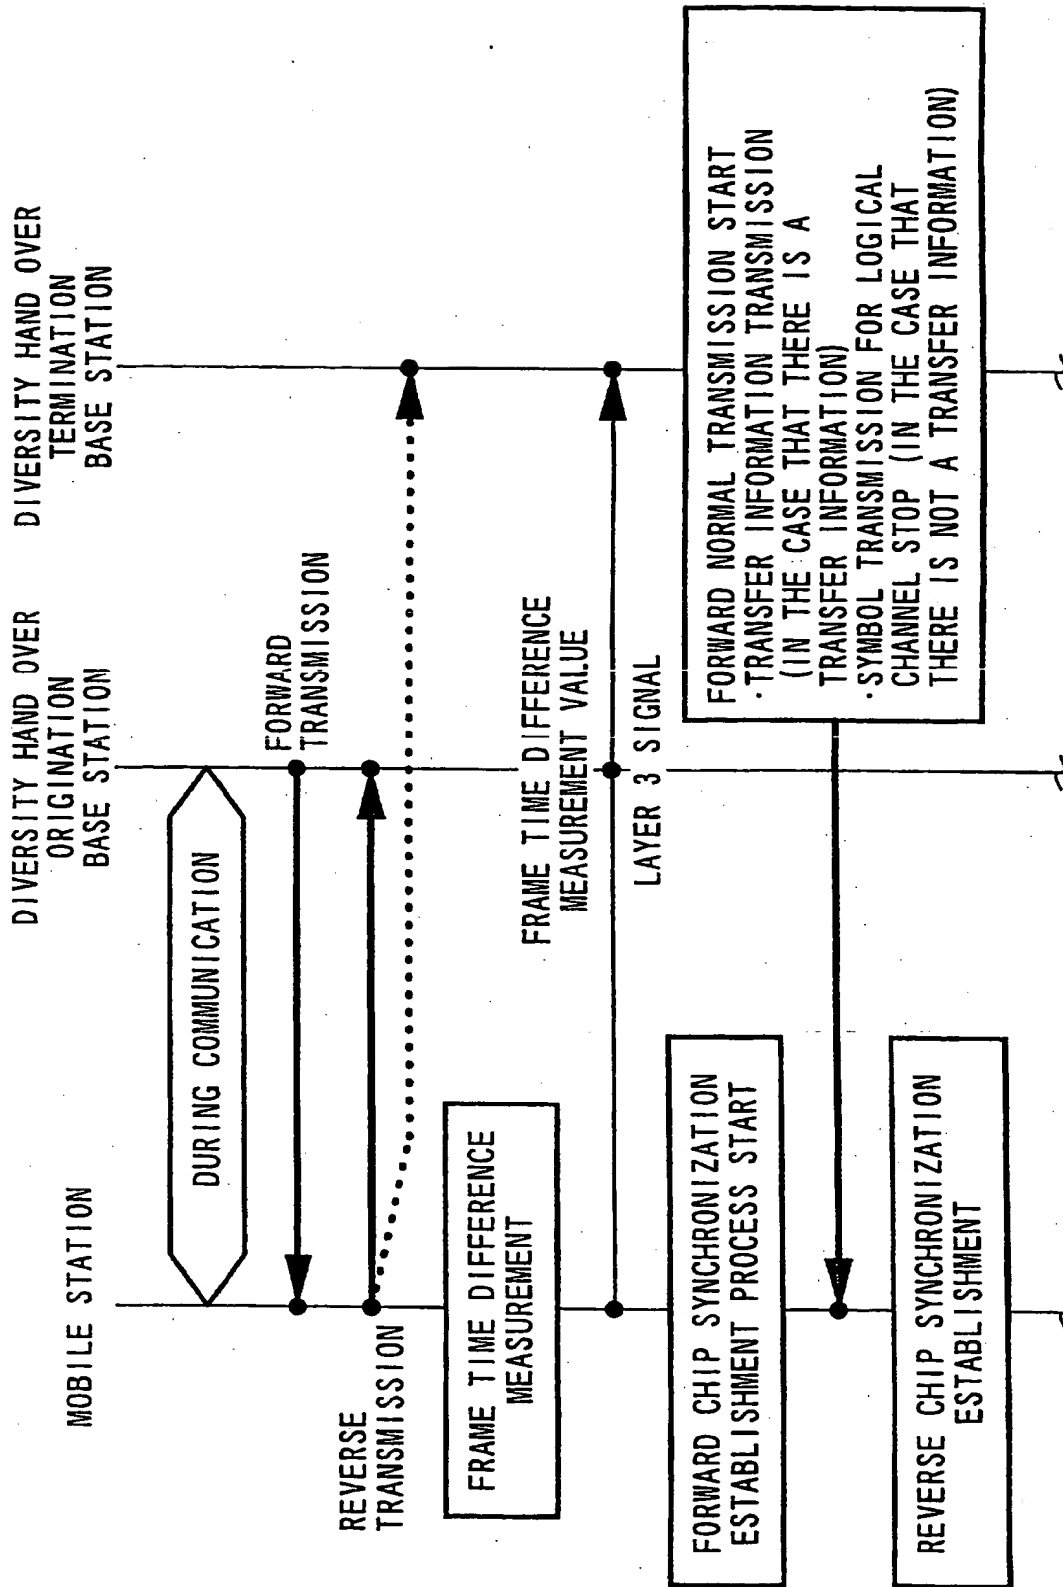 MOBILE STATION
DIVERSITY HAND OVER
ORIGINATION
BASE STATION
DIVERSITY HAND OVER
TERMINATION
BASE STATION
DURING COMMUNICATION
FORWARD
TRANSMISSION
REVERSE
TRANSMISSION
FRAME TIME DIFFERENCE
MEASUREMENT
FRAME TIME DIFFERENCE
MEASUREMENT VALUE
LAYER 3 SIGNAL
FORWARD CHIP SYNCHRONIZATION
ESTABLISHMENT PROCESS START
FORWARD NORMAL TRANSMISSION START
·TRANSFER INFORMATION TRANSMISSION
(IN THE CASE THAT THERE IS A
TRANSFER INFORMATION)
·SYMBOL TRANSMISSION FOR LOGICAL
CHANNEL STOP (IN THE CASE THAT
THERE IS NOT A TRANSFER INFORMATION)
REVERSE CHIP SYNCHRONIZATION
ESTABLISHMENT